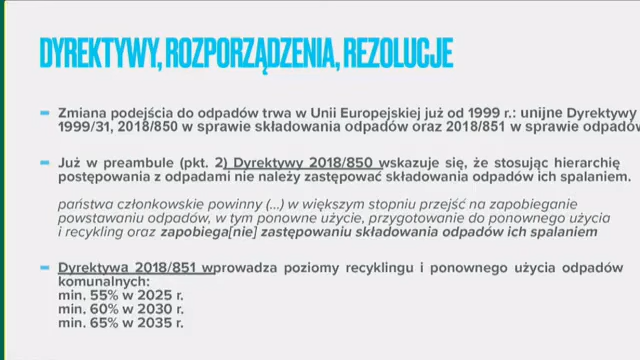 DYREKTYWY, ROZPORZĄDZENIA, REZOLUCJE
Zmiana podejścia do odpadów trwa w Unii Europejskiej już od 1999 r.: unijne Dyrektywy
1999/31, 2018/850 w sprawie składowania odpadów oraz 2018/851 w sprawie odpadów
Już w preambule (pkt. 2) Dyrektywy 2018/850 wskazuje się, że stosując hierarchię
postępowania z odpadami nie należy zastępować składowania odpadów ich spalaniem.
państwa członkowskie powinny (...) w większym stopniu przejść na zapobieganie
powstawaniu odpadów, w tym ponowne użycie, przygotowanie do ponownego użycia
i recykling oraz zapobiega[nie] zastępowaniu składowania odpadów ich spalaniem
Dyrektywa 2018/851 wprowadza poziomy recyklingu i ponownego użycia odpadów
komunalnych:
min. 55% w 2025 r.
min. 60% w 2030 r.
min. 65% w 2035 r.